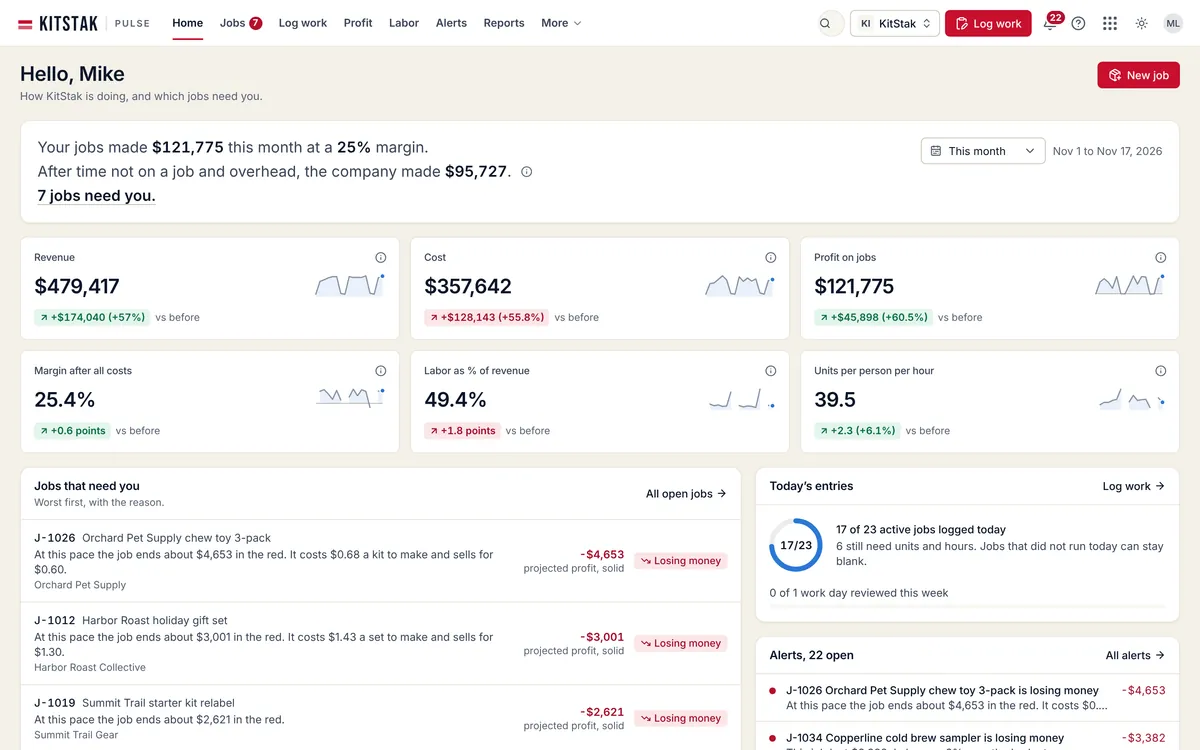 KITSTAK PULSE Home Jobs 7 Log work Profit Labor Alerts Reports More KI KitStak Log work 22 ML
Hello, Mike
How KitStak is doing, and which jobs need you.
New job
Your jobs made $121,775 this month at a 25% margin.
After time not on a job and overhead, the company made $95,727.
7 jobs need you.
This month Nov 1 to Nov 17, 2026
Revenue
$479,417
+$174,040 (+57%) vs before
Cost
$357,642
+$128,143 (+55.8%) vs before
Profit on jobs
$121,775
+$45,898 (+60.5%) vs before
Margin after all costs
25.4%
+0.6 points vs before
Labor as % of revenue
49.4%
+1.8 points vs before
Units per person per hour
39.5
+2.3 (+6.1%) vs before
Jobs that need you
Worst first, with the reason.
All open jobs
J-1026 Orchard Pet Supply chew toy 3-pack
At this pace the job ends about $4,653 in the red. It costs $0.68 a kit to make and sells for
$0.60.
Orchard Pet Supply
-$4,653
projected profit, solid
Losing money
J-1012 Harbor Roast holiday gift set
At this pace the job ends about $3,001 in the red. It costs $1.43 a set to make and sells for
$1.30.
Harbor Roast Collective
-$3,001
projected profit, solid
Losing money
J-1019 Summit Trail starter kit relabel
At this pace the job ends about $2,621 in the red.
Summit Trail Gear
-$2,621
projected profit, solid
Losing money
Today's entries
Log work
17/23
17 of 23 active jobs logged today
6 still need units and hours. Jobs that did not run today can stay
blank.
0 of 1 work day reviewed this week
Alerts, 22 open
All alerts
J-1026 Orchard Pet Supply chew toy 3-pack is losing money -$4,653
At this pace the job ends about $4,653 in the red. It costs $0....
J-1034 Copperline cold brew sampler is losing money -$3,382